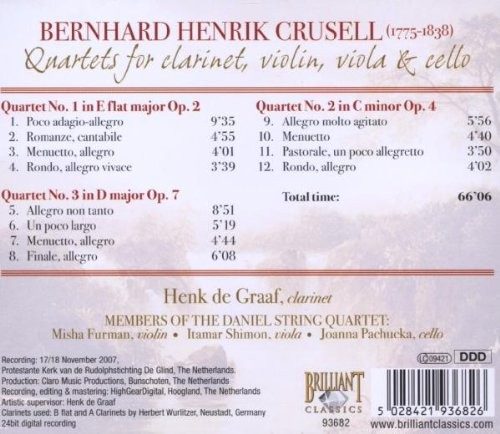 BERNHARD HENRIK CRUSELL (1775-1838)
Quartets for clarinet, violin, viola & cello
Quartet No. 1 in E flat major Op. 2
1. Poco adagio-allegro 9'35
2. Romanze, cantabile 4'55
3. Menuetto, allegro 4'01
4. Rondo, allegro vivace 3'39
Quartet No. 3 in D major Op. 7
5. Allegro non tanto 8'51
6. Un poco largo 5'19
7. Menuetto, allegro 4'44
8. Finale, allegro 6'08
Quartet No. 2 in C minor Op. 4
9. Allegro molto agitato 5'56
10. Menuetto 4'40
11. Pastorale, un poco allegretto 3'50
12. Rondo, allegro 4'02
Total time: 66'06
Henk de Graaf, clarinet
MEMBERS OF THE DANIEL STRING QUARTET:
Misha Furman, violin • Itamar Shimon, viola • Joanna Pachucka, cello
Recording: 17/18 November 2007,
Protestante Kerk van de Rudolphstichting De Glind, The Netherlands.
Production: Claro Music Productions, Bunschoten, The Netherlands.
Recording, editing & mastering: HighGearDigital, Hoogland, The Netherlands
Artistic supervisor: Henk de Graaf
Clarinets used: B flat and A Clarinets by Herbert Wurlitzer, Neustadt, Germany
24bit digital recording
BRILLIANT
CLASSICS
93682
LC 09421
DDD
5 028421 936826
www.brilliantclassics.com